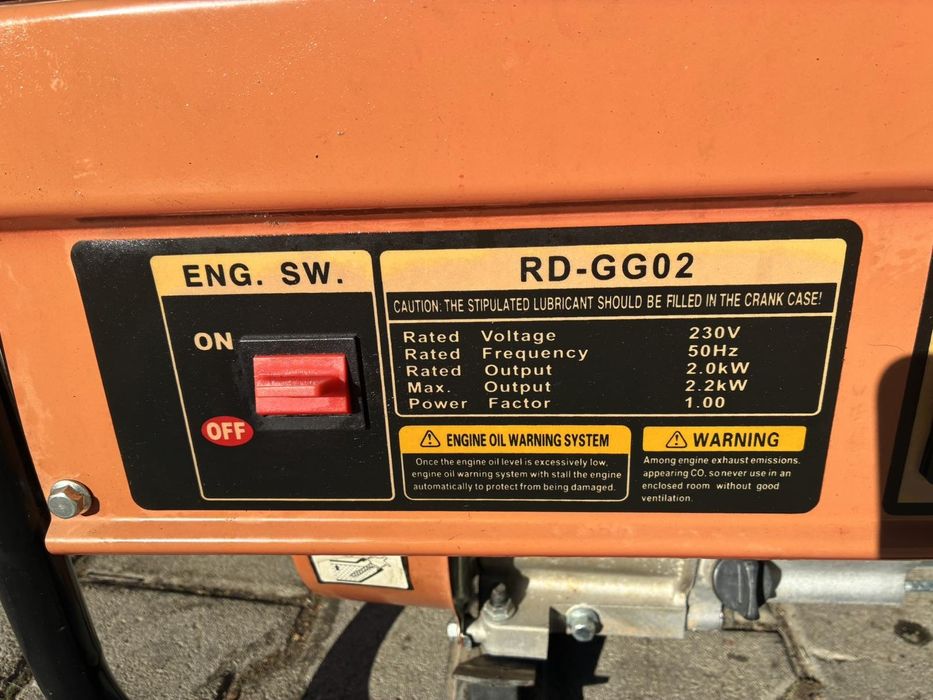 ENG. SW.
ON
OFF
RD-GG02
CAUTION: THE STIPULATED LUBRICANT SHOULD BE FILLED IN THE CRANK CASE!
Rated Voltage 230V
Rated Frequency 50Hz
Rated Output 2.0kW
Max. Output 2.2kW
Power Factor 1.00
ENGINE OIL WARNING SYSTEM
Once the engine oil level is excessively low,
engine oil warning system with stall the engine
automatically to protect from being damaged.
WARNING
Among engine exhaust emissions.
appearing CO, so never use in an
enclosed room without good
ventilation.